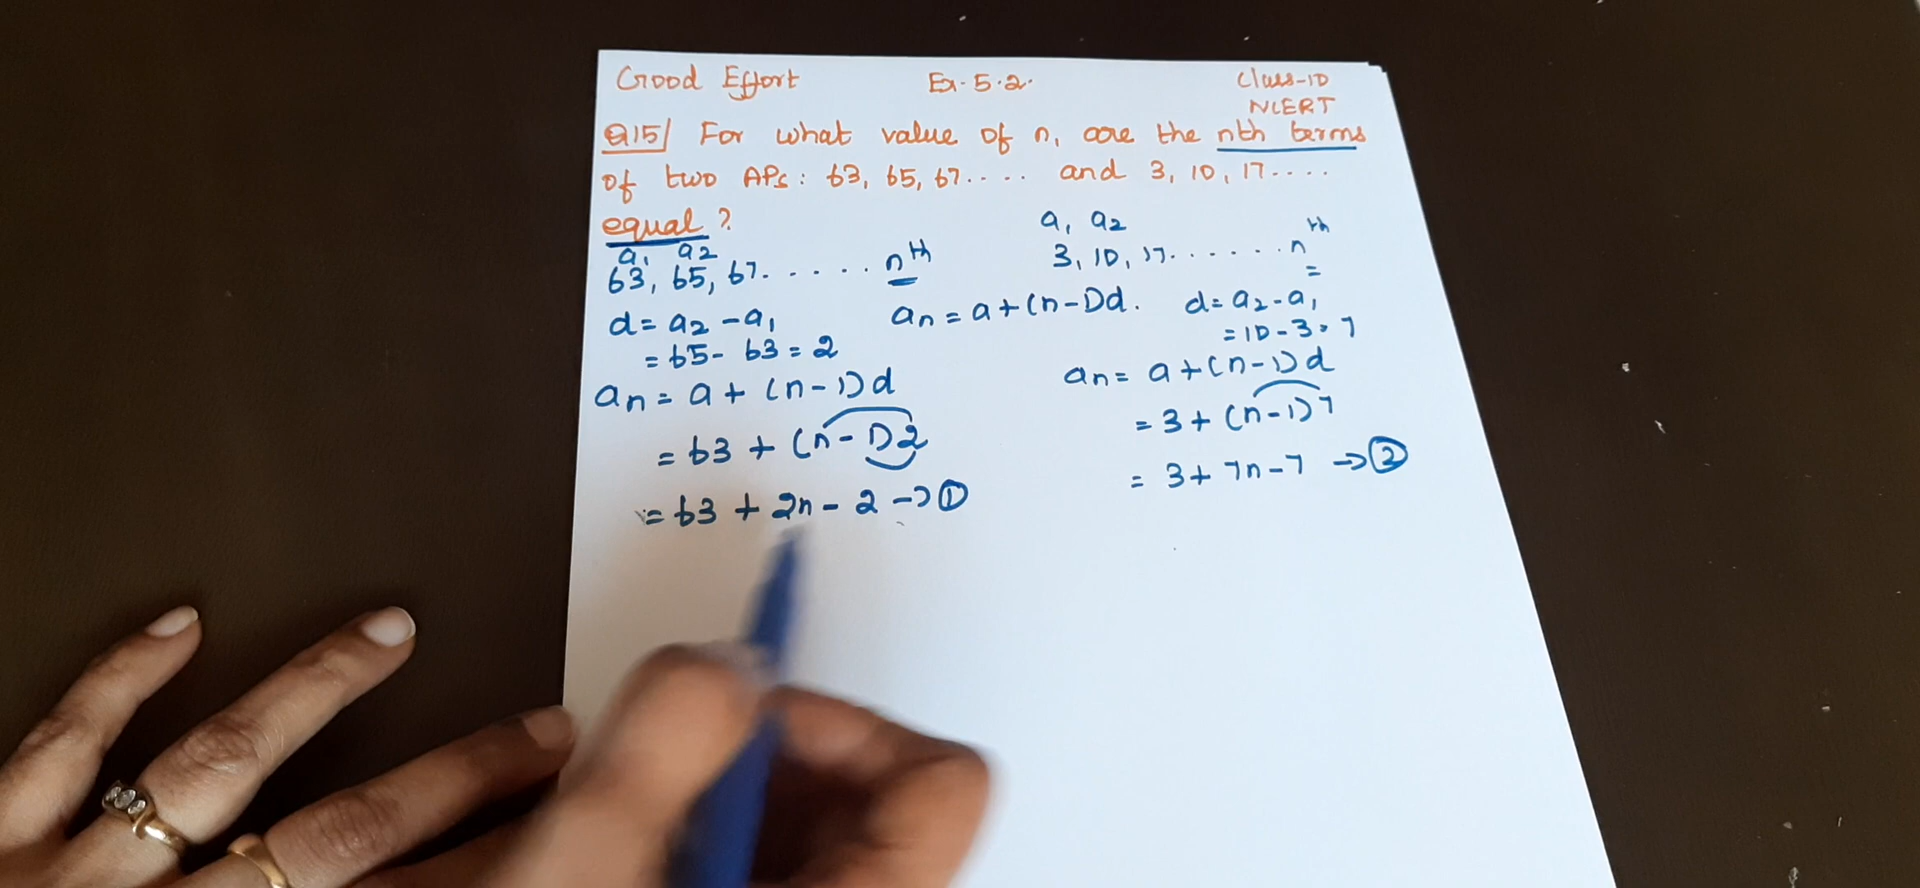 Good Effort Ex. 5.2. Class-10
NCERT
Q15/ For what value of n, are the nth terms
of two APs: 63, 65, 67.... and 3, 10, 17....
equal?
a₁ a₂
63, 65, 67. ..... nth
d = a₂ - a₁
= 65 - 63 = 2
an = a + (n-1)d
= 63 + (n-1)2
= 63 + 2n - 2 → ①
an = a + (n-1)d.
a₁ a₂
3, 10, 17. ...... nth
=
d = a₂ - a₁
= 10 - 3 = 7
an = a + (n-1)d
= 3 + (n-1)7
= 3 + 7n - 7 → ②